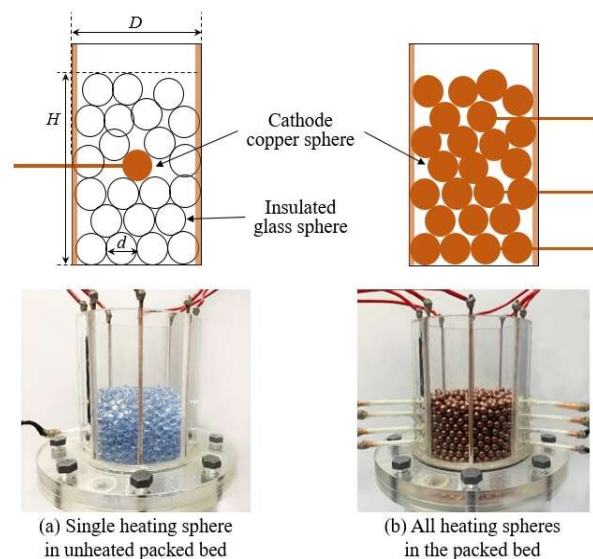 D
H
Cathode
copper sphere
Insulated
glass sphere
d
(a) Single heating sphere
in unheated packed bed
(b) All heating spheres
in the packed bed